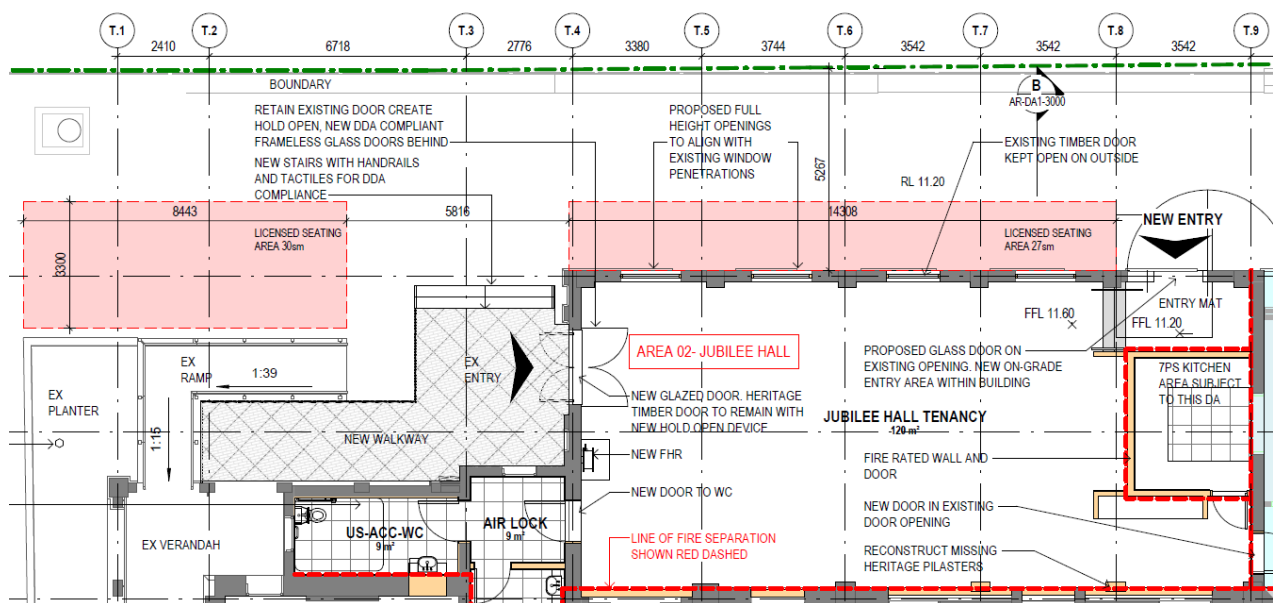 T.1
T.2
T.3
T.4
T.5
T.6
T.7
T.8
T.9
2410
6718
2776
3380
3744
3542
3542
3542
BOUNDARY
B
AR-DA1-3000
RETAIN EXISTING DOOR CREATE
HOLD OPEN, NEW DDA COMPLIANT
FRAMELESS GLASS DOORS BEHIND
NEW STAIRS WITH HANDRAILS
AND TACTILES FOR DDA
COMPLIANCE
PROPOSED FULL
HEIGHT OPENINGS
TO ALIGN WITH
EXISTING WINDOW
PENETRATIONS
5267
EXISTING TIMBER DOOR
KEPT OPEN ON OUTSIDE
RL 11.20
8443
5816
14308
3300
LICENSED SEATING
AREA 30sm
LICENSED SEATING
AREA 27sm
NEW ENTRY
ENTRY MAT
FFL 11.60
FFL 11.20
EX
RAMP
1:39
EX
PLANTER
1:15
EX
ENTRY
NEW WALKWAY
AREA 02- JUBILEE HALL
PROPOSED GLASS DOOR ON
EXISTING OPENING. NEW ON-GRADE
ENTRY AREA WITHIN BUILDING
7PS KITCHEN
AREA SUBJECT
TO THIS DA
NEW GLAZED DOOR. HERITAGE
TIMBER DOOR TO REMAIN WITH
NEW HOLD OPEN DEVICE
JUBILEE HALL TENANCY
120 m²
NEW FHR
FIRE RATED WALL AND
DOOR
NEW DOOR TO WC
NEW DOOR IN EXISTING
DOOR OPENING
US-ACC-WC
9 m²
AIR LOCK
9 m²
EX VERANDAH
LINE OF FIRE SEPARATION
SHOWN RED DASHED
RECONSTRUCT MISSING
HERITAGE PILASTERS